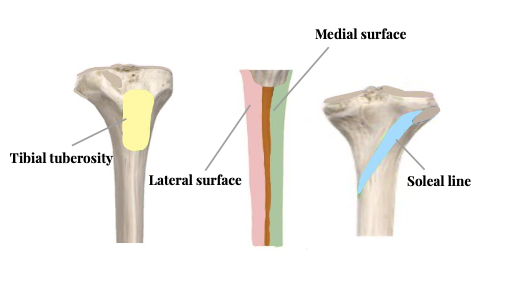 Medial surface
Tibial tuberosity
Lateral surface
Soleal line